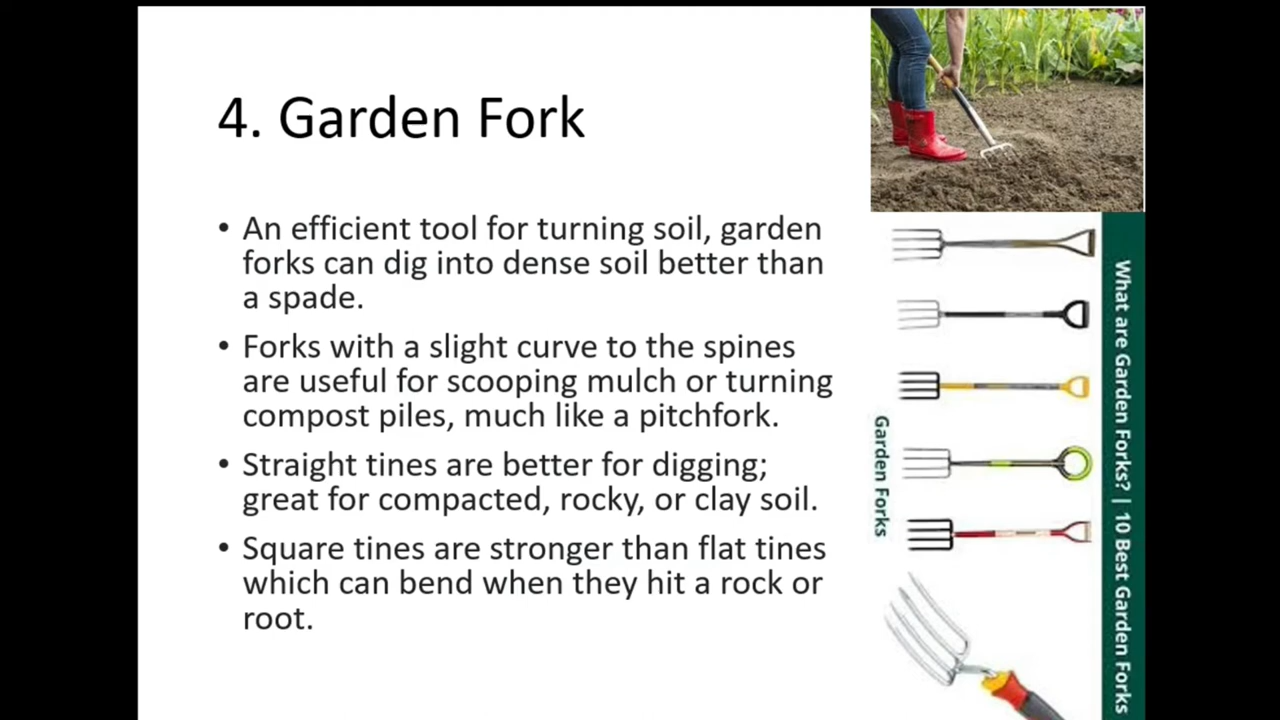 4. Garden Fork
• An efficient tool for turning soil, garden
forks can dig into dense soil better than
a spade.
• Forks with a slight curve to the spines
are useful for scooping mulch or turning
compost piles, much like a pitchfork.
• Straight tines are better for digging;
great for compacted, rocky, or clay soil.
• Square tines are stronger than flat tines
which can bend when they hit a rock or
root.
Garden Forks
What are Garden Forks? | 10 Best Garden Forks